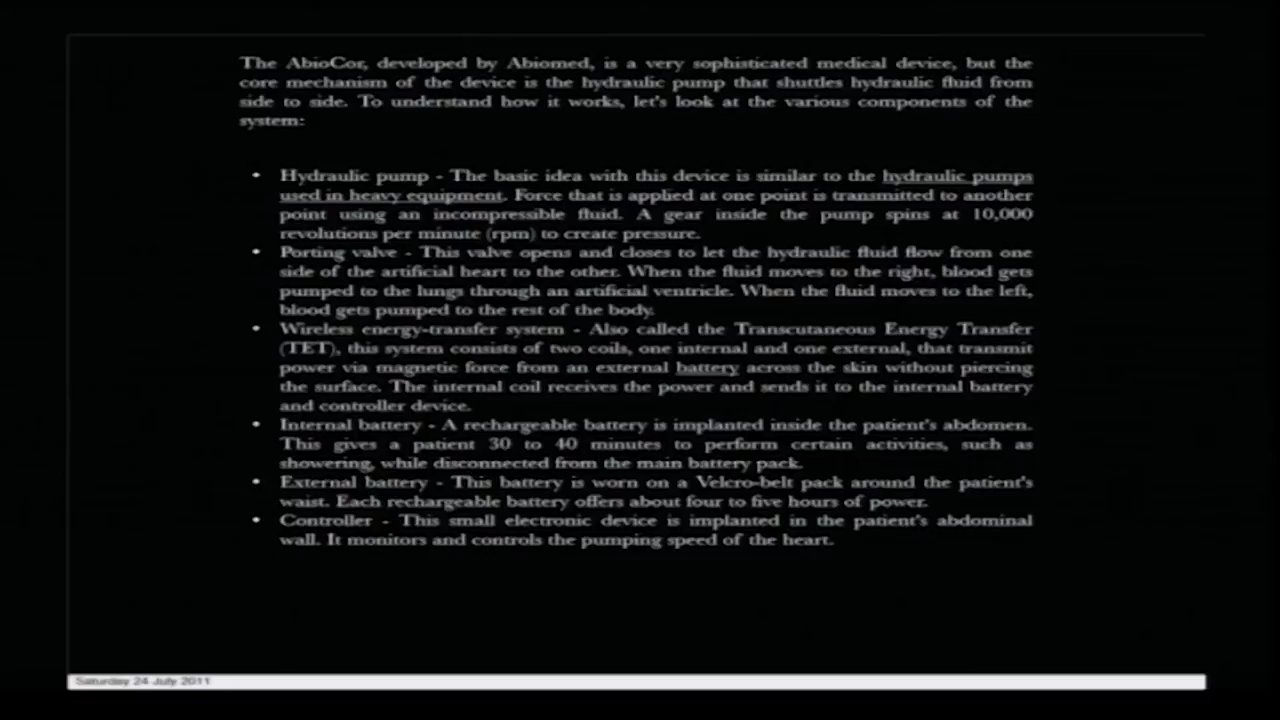 The AbioCor, developed by Abiomed, is a very sophisticated medical device, but the
core mechanism of the device is the hydraulic pump that shuttles hydraulic fluid from
side to side. To understand how it works, let's look at the various components of the
system:
• Hydraulic pump - The basic idea with this device is similar to the hydraulic pumps
used in heavy equipment. Force that is applied at one point is transmitted to another
point using an incompressible fluid. A gear inside the pump spins at 10,000
revolutions per minute (rpm) to create pressure.
• Porting valve - This valve opens and closes to let the hydraulic fluid flow from one
side of the artificial heart to the other. When the fluid moves to the right, blood gets
pumped to the lungs through an artificial ventricle. When the fluid moves to the left,
blood gets pumped to the rest of the body.
• Wireless energy-transfer system - Also called the Transcutaneous Energy Transfer
(TET), this system consists of two coils, one internal and one external, that transmit
power via magnetic force from an external battery across the skin without piercing
the surface. The internal coil receives the power and sends it to the internal battery
and controller device.
• Internal battery - A rechargeable battery is implanted inside the patient's abdomen.
This gives a patient 30 to 40 minutes to perform certain activities, such as
showering, while disconnected from the main battery pack.
• External battery - This battery is worn on a Velcro-belt pack around the patient's
waist. Each rechargeable battery offers about four to five hours of power.
• Controller - This small electronic device is implanted in the patient's abdominal
wall. It monitors and controls the pumping speed of the heart.
Saturday 24 July 2011